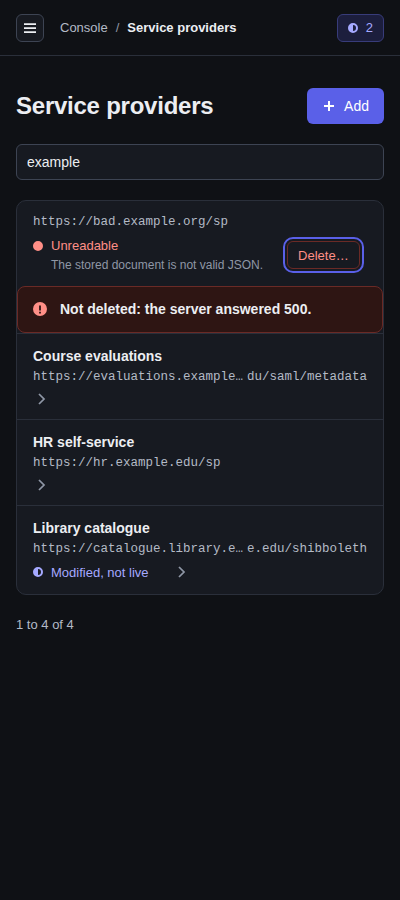 Console / Service providers
2
Service providers
Add
example
https://bad.example.org/sp
Unreadable
The stored document is not valid JSON.
Delete…
Not deleted: the server answered 500.
Course evaluations
https://evaluations.example… du/saml/metadata
HR self-service
https://hr.example.edu/sp
Library catalogue
https://catalogue.library.e… e.edu/shibboleth
Modified, not live
1 to 4 of 4